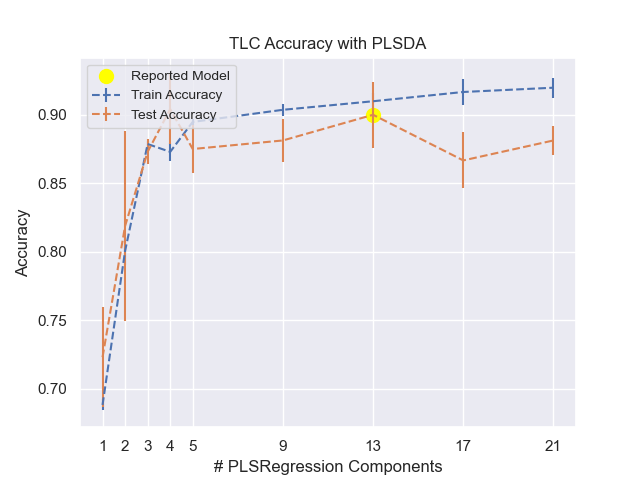 TLC Accuracy with PLSDA
Reported Model
Train Accuracy
Test Accuracy
Accuracy
0.90
0.85
0.80
0.75
0.70
1 2 3 4 5 9 13 17 21
# PLSRegression Components